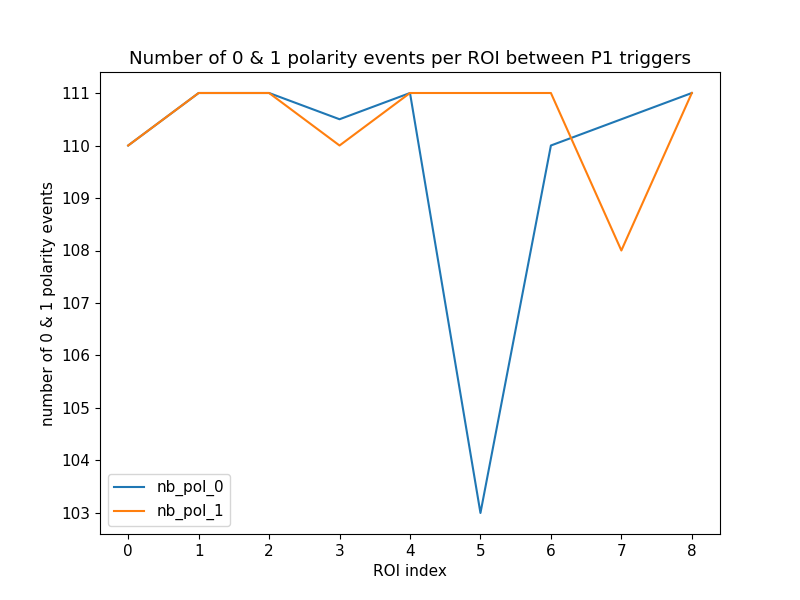 Number of 0 & 1 polarity events per ROI between P1 triggers
number of 0 & 1 polarity events
111
110
109
108
107
106
105
104
103
nb_pol_0
nb_pol_1
0 1 2 3 4 5 6 7 8
ROI index